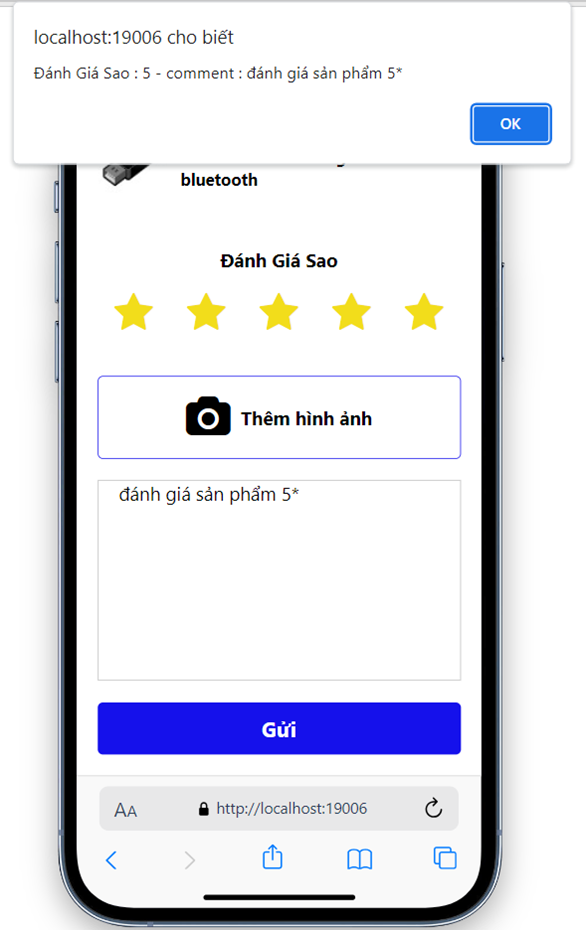 localhost:19006 cho biết
Đánh Giá Sao : 5 - comment : đánh giá sản phẩm 5*
OK
bluetooth
Đánh Giá Sao
Thêm hình ảnh
đánh giá sản phẩm 5*
Gửi
AA
http://localhost:19006